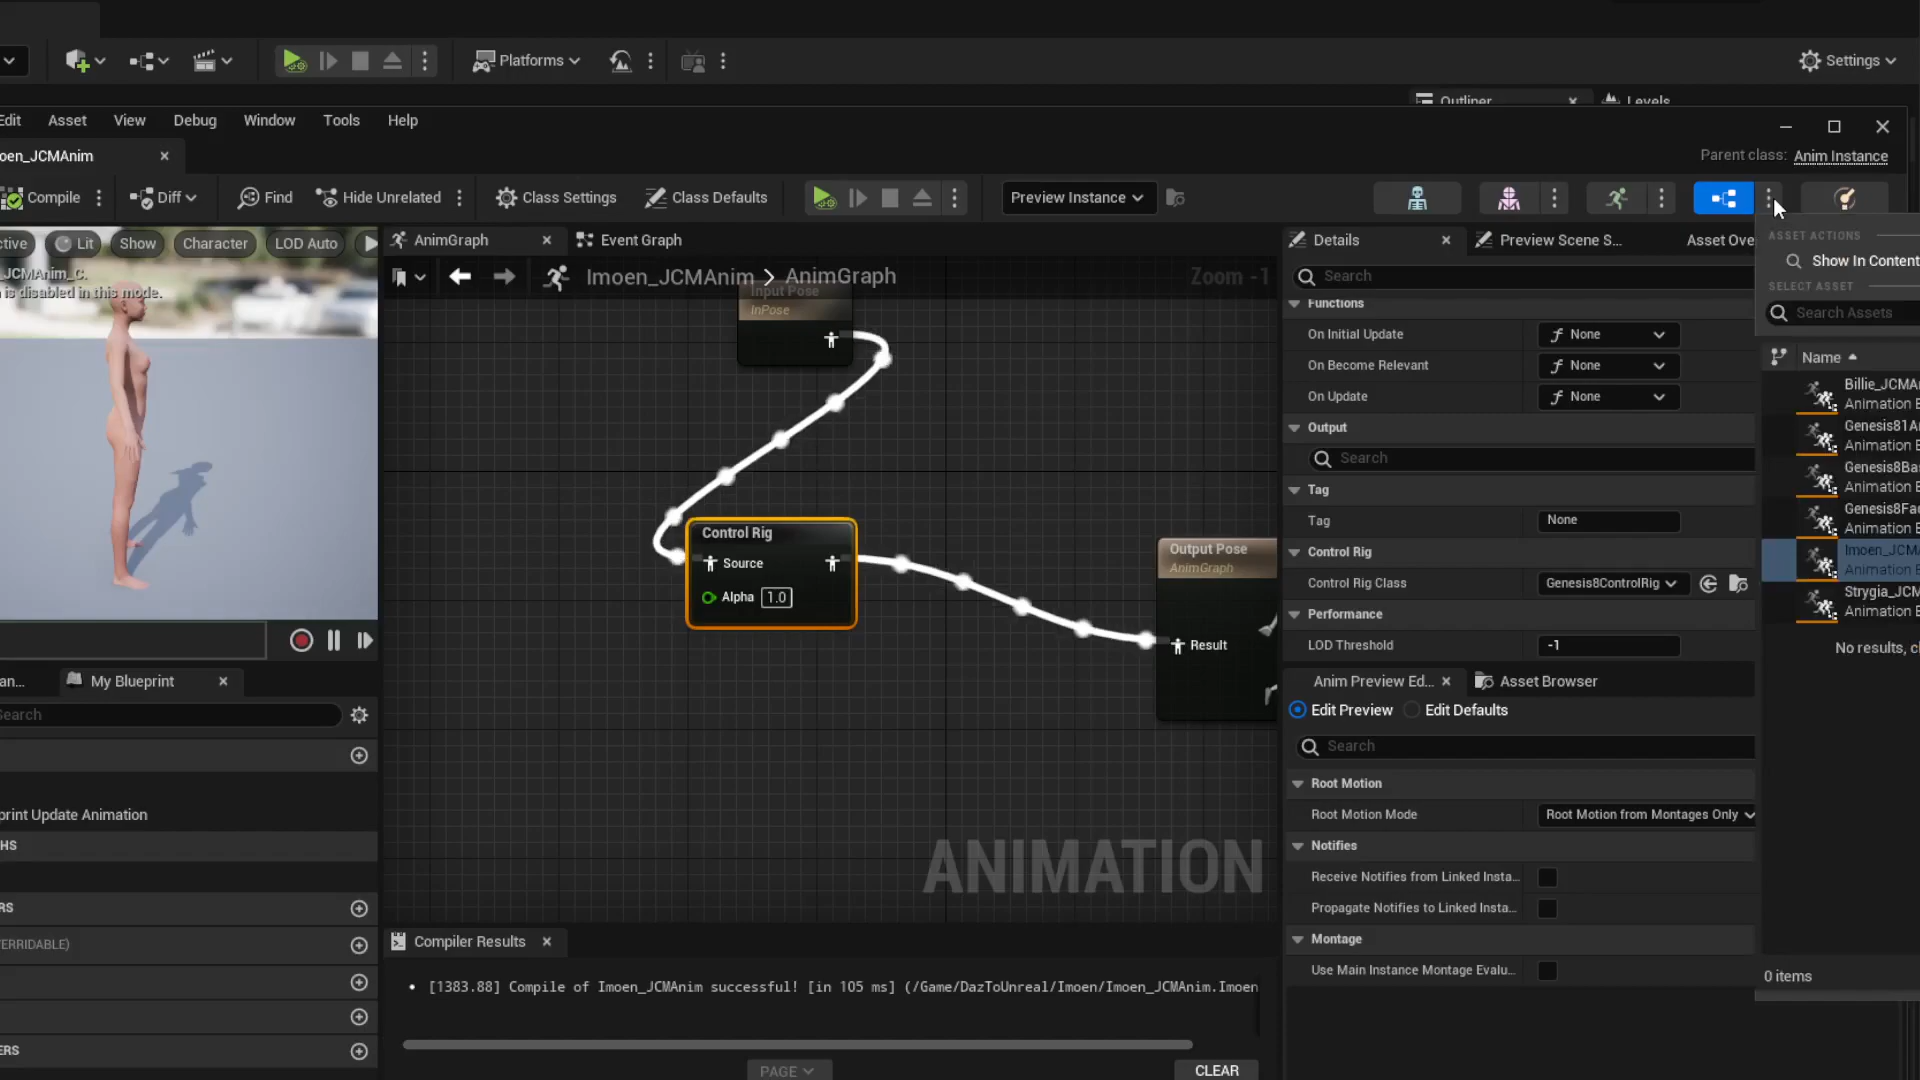 Platforms
Settings
Outliner
Levels
Edit Asset View Debug Window Tools Help
oen_JCMAnim
Parent class: Anim Instance
Compile
Diff
Find
Hide Unrelated
Class Settings
Class Defaults
Preview Instance
ASSET ACTIONS
Show In Content
SELECT ASSET
Search Assets
Name
Billie_JCMA
Animation B
Genesis81A
Animation B
Genesis8Ba
Animation B
Genesis8Fa
Animation B
Imoen_JCM
Animation B
Strygia_JCM
Animation B
No results, c
0 items
ctive
Lit
Show
Character
LOD Auto
_JCMAnim_C.
is disabled in this mode.
AnimGraph
Event Graph
Imoen_JCMAnim > AnimGraph
Zoom -1
Input Pose
InPose
Control Rig
Source
Alpha 1.0
Output Pose
AnimGraph
Result
ANIMATION
Details
Preview Scene S...
Asset Ove
Search
Functions
On Initial Update None
On Become Relevant None
On Update None
Output
Search
Tag
Tag None
Control Rig
Control Rig Class Genesis8ControlRig
Performance
LOD Threshold -1
Anim Preview Ed...
Asset Browser
Edit Preview
Edit Defaults
Search
Root Motion
Root Motion Mode Root Motion from Montages Only
Notifies
Receive Notifies from Linked Insta...
Propagate Notifies to Linked Insta...
Montage
Use Main Instance Montage Evalu...
an...
My Blueprint
Search
print Update Animation
HS
RS
ERRIDABLE)
ERS
Compiler Results
• [1383.88] Compile of Imoen_JCMAnim successful! [in 105 ms] (/Game/DazToUnreal/Imoen/Imoen_JCMAnim.Imoen
PAGE
CLEAR